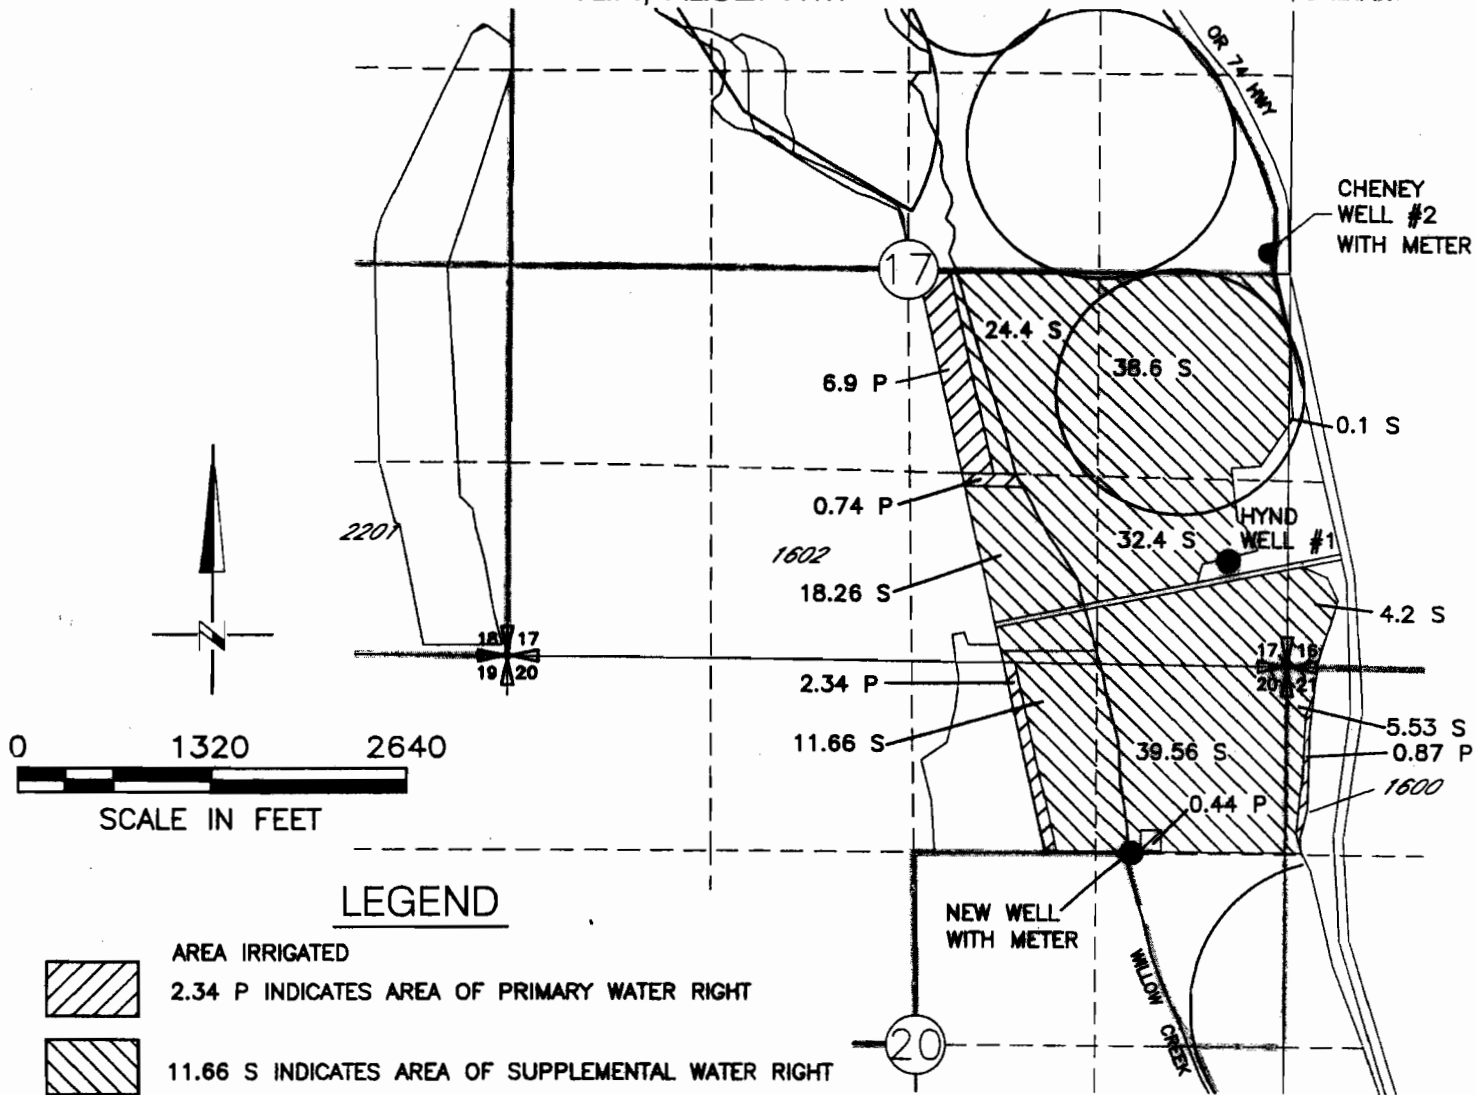 OR 74 HWY
CHENEY
WELL #2
WITH METER
17
24.4 S
38.6 S
6.9 P
0.1 S
0.74 P
HYND
WELL #1
32.4 S
2201
1602
18.26 S
4.2 S
18 17
19 20
17 16
20 21
2.34 P
11.66 S
5.53 S
0.87 P
39.56 S
1600
0.44 P
N
0 1320 2640
SCALE IN FEET
NEW WELL
WITH METER
WILLOW CREEK
20
LEGEND
AREA IRRIGATED
2.34 P INDICATES AREA OF PRIMARY WATER RIGHT
11.66 S INDICATES AREA OF SUPPLEMENTAL WATER RIGHT